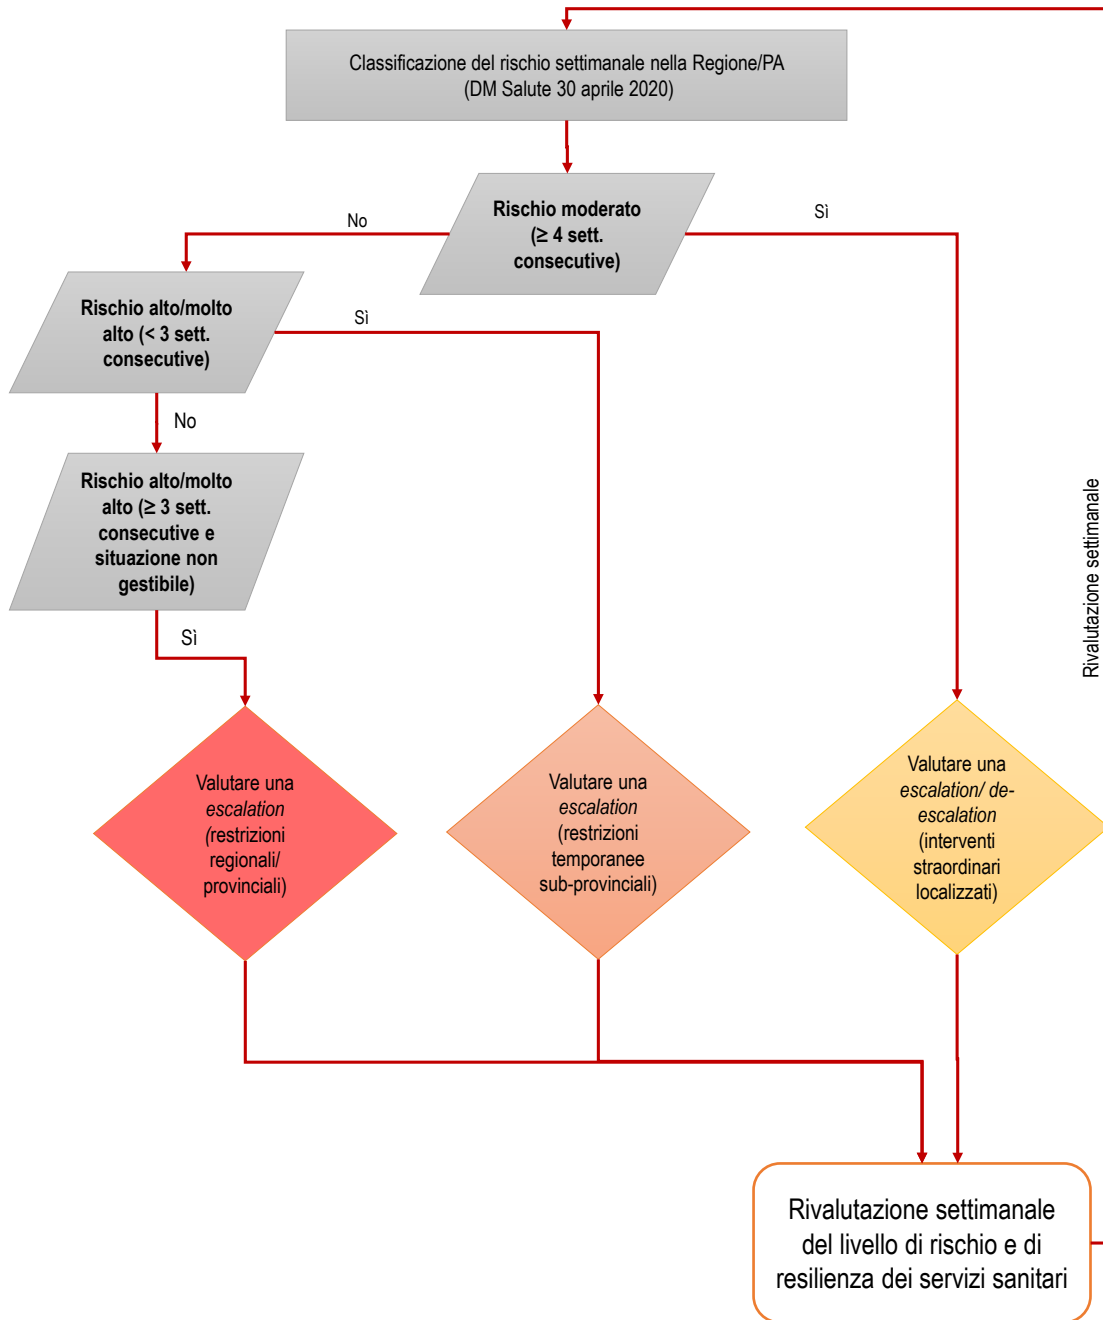 Classificazione del rischio settimanale nella Regione/PA
(DM Salute 30 aprile 2020)
Rischio moderato
(≥ 4 sett.
consecutive)
No
Sì
Rischio alto/molto
alto (< 3 sett.
consecutive)
Sì
No
Rischio alto/molto
alto (≥ 3 sett.
consecutive e
situazione non
gestibile)
Sì
Rivalutazione settimanale
Valutare una
escalation
(restrizioni
regionali/
provinciali)
Valutare una
escalation
(restrizioni
temporanee
sub-provinciali)
Valutare una
escalation/ de-
escalation
(interventi
straordinari
localizzati)
Rivalutazione settimanale
del livello di rischio e di
resilienza dei servizi sanitari